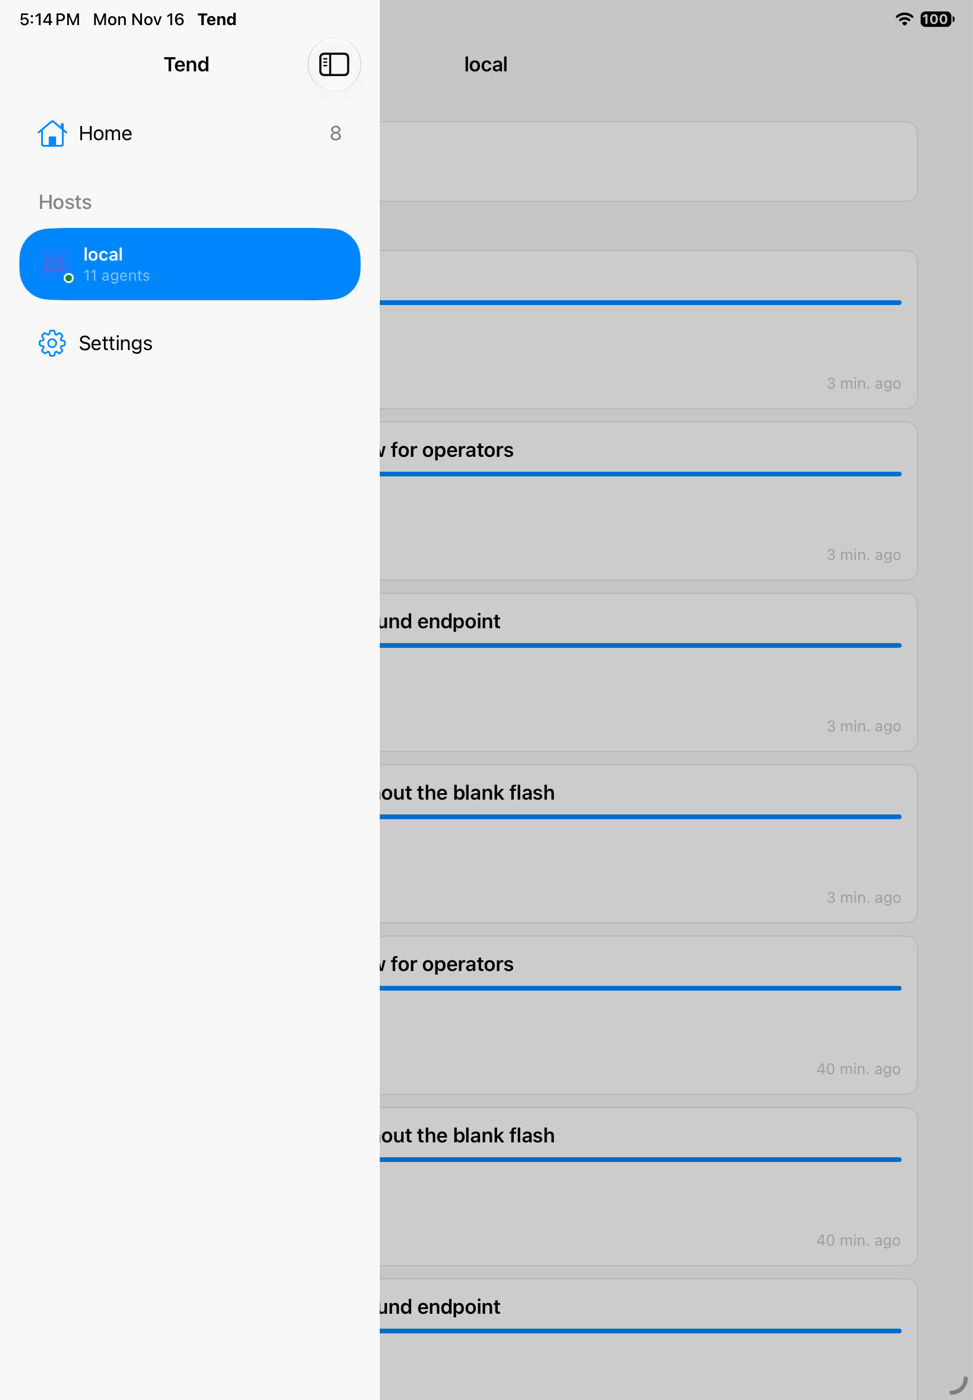 5:14 PM Mon Nov 16 Tend
100
Tend
local
Home 8
Hosts
local
11 agents
Settings
3 min. ago
for operators
3 min. ago
und endpoint
3 min. ago
out the blank flash
3 min. ago
for operators
40 min. ago
out the blank flash
40 min. ago
und endpoint